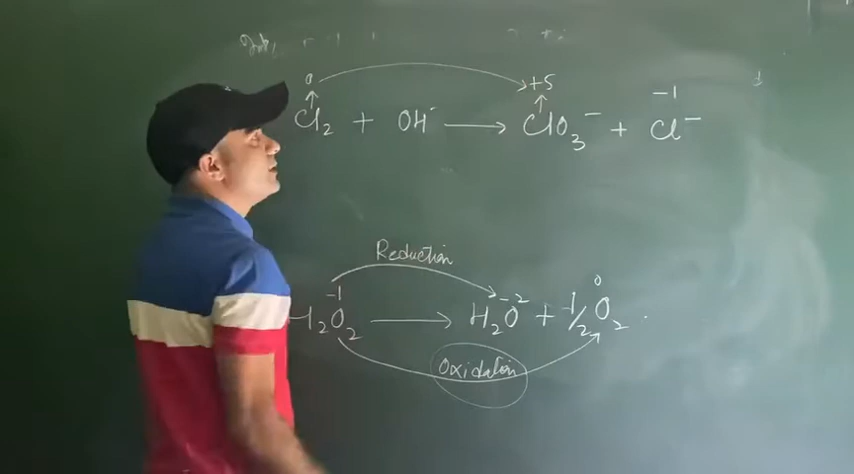 0 +5 -1
Cl₂ + OH⁻ ⟶ ClO₃⁻ + Cl⁻
Reduction
-1 -2 0
H₂O₂ ⟶ H₂O + 1/2 O₂
Oxidation